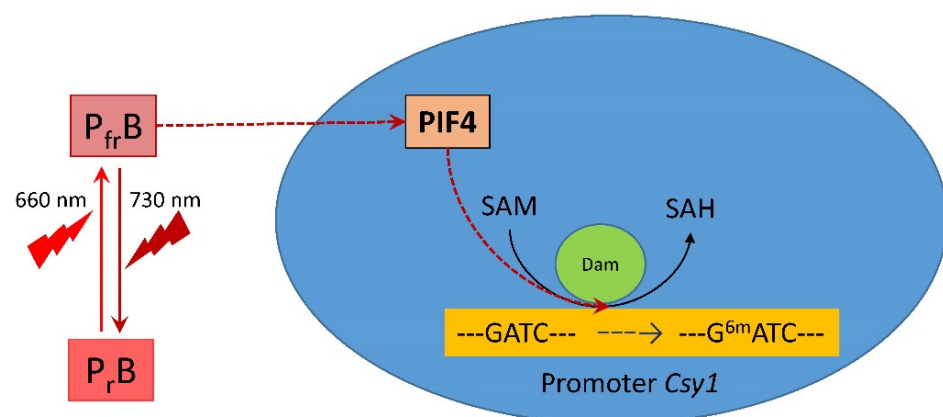 PfrB
PIF4
660 nm
730 nm
SAM
SAH
Dam
---GATC---
---G6mATC---
PrB
Promoter Csy1